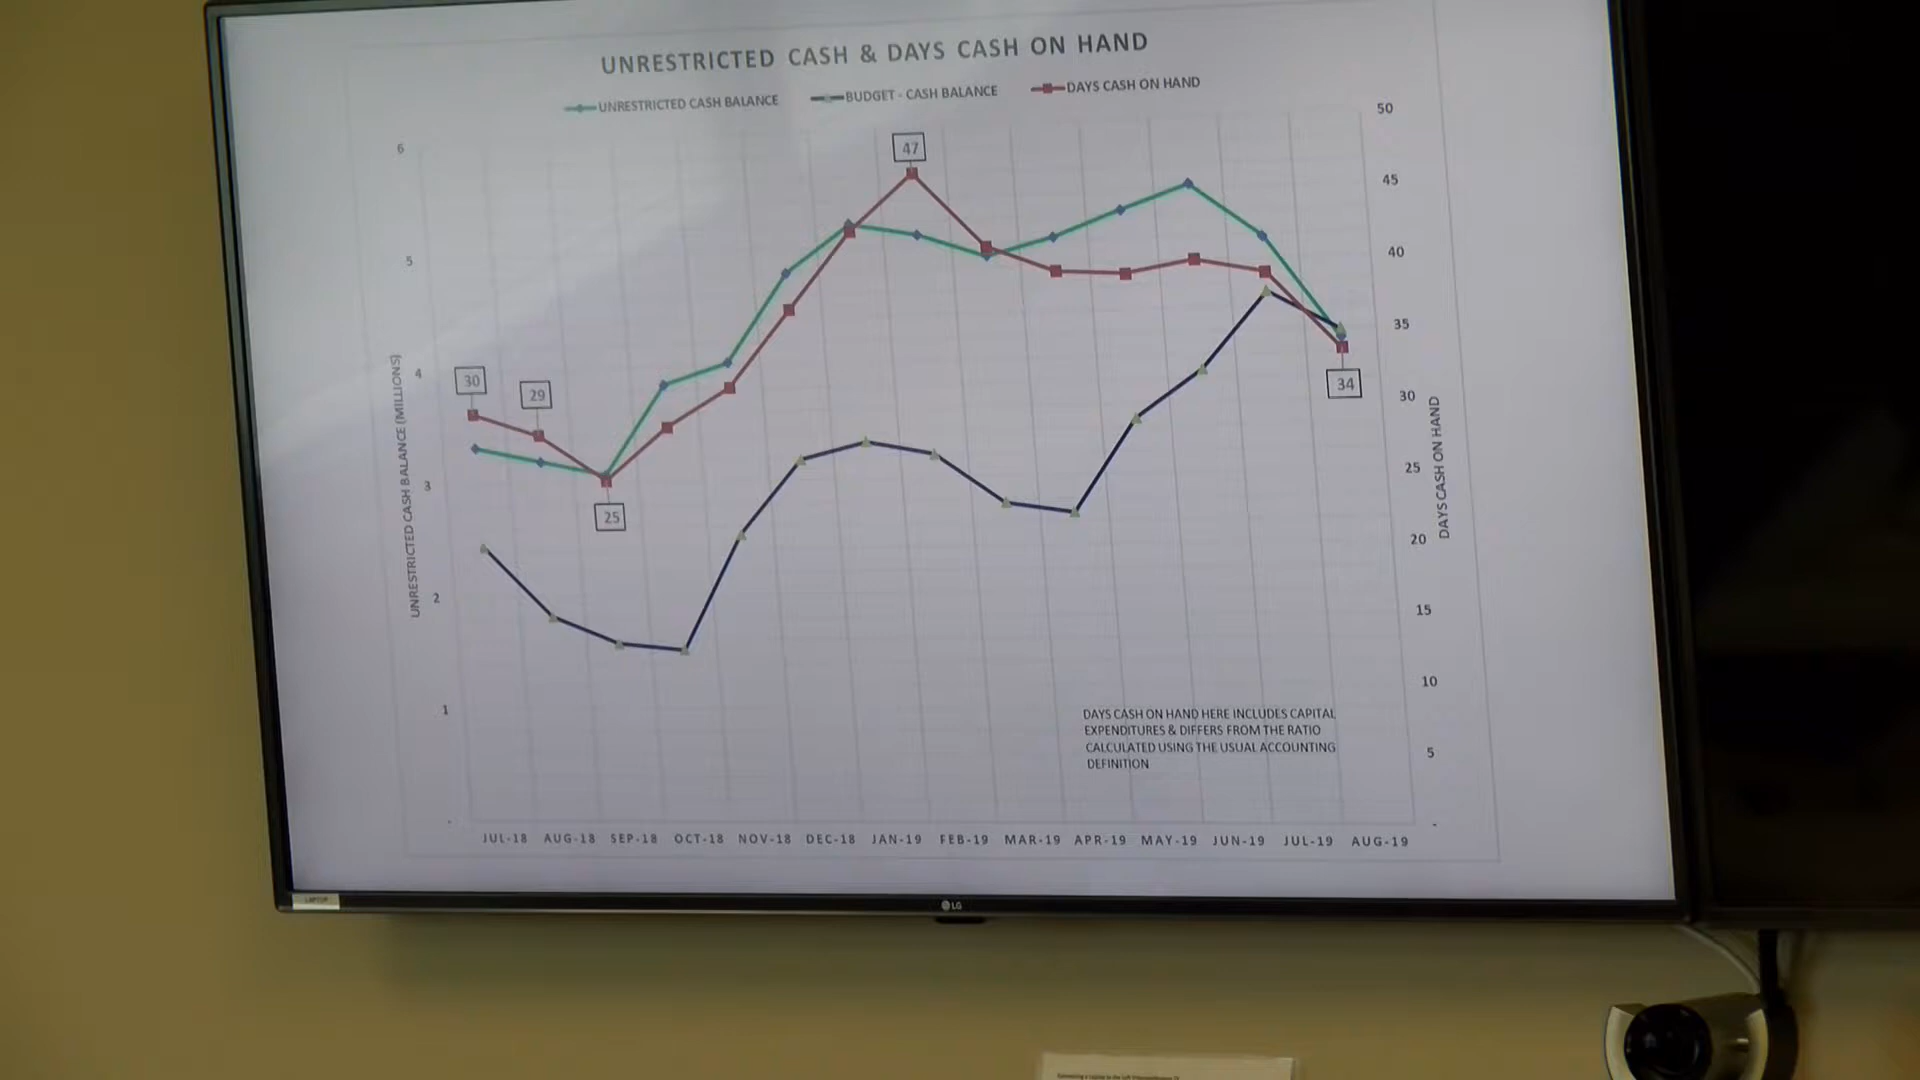 UNRESTRICTED CASH & DAYS CASH ON HAND
UNRESTRICTED CASH BALANCE
BUDGET - CASH BALANCE
DAYS CASH ON HAND
6
5
4
3
2
1
-
UNRESTRICTED CASH BALANCE (MILLIONS)
30
29
25
47
34
50
45
40
35
30
25
20
15
10
5
-
DAYS CASH ON HAND
DAYS CASH ON HAND HERE INCLUDES CAPITAL
EXPENDITURES & DIFFERS FROM THE RATIO
CALCULATED USING THE USUAL ACCOUNTING
DEFINITION
JUL-18 AUG-18 SEP-18 OCT-18 NOV-18 DEC-18 JAN-19 FEB-19 MAR-19 APR-19 MAY-19 JUN-19 JUL-19 AUG-19
LAPTOP
LG